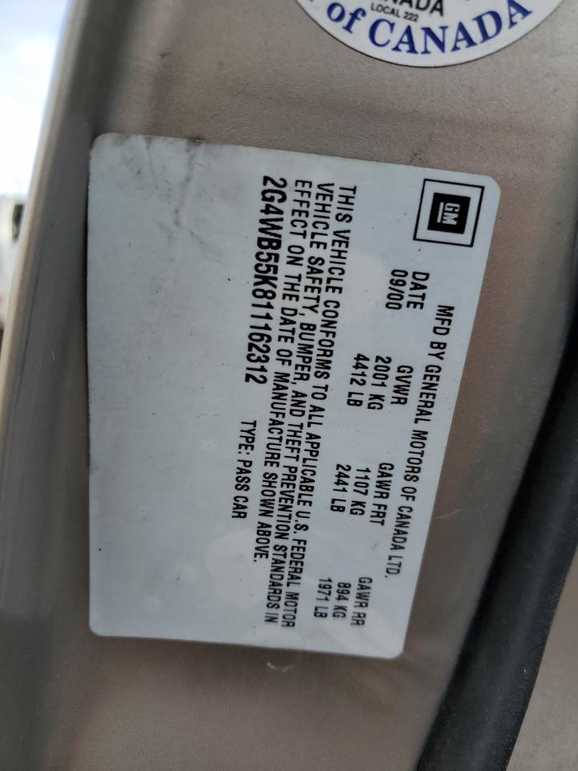 NADA
LOCAL 222
of CANADA
GM
MFD BY GENERAL MOTORS OF CANADA LTD.
DATE GVWR GAWR FRT GAWR RR
09/00 2001 KG 1107 KG 894 KG
4412 LB 2441 LB 1971 LB
THIS VEHICLE CONFORMS TO ALL APPLICABLE U.S. FEDERAL MOTOR
VEHICLE SAFETY, BUMPER, AND THEFT PREVENTION STANDARDS IN
EFFECT ON THE DATE OF MANUFACTURE SHOWN ABOVE.
2G4WB55K811162312 TYPE: PASS CAR